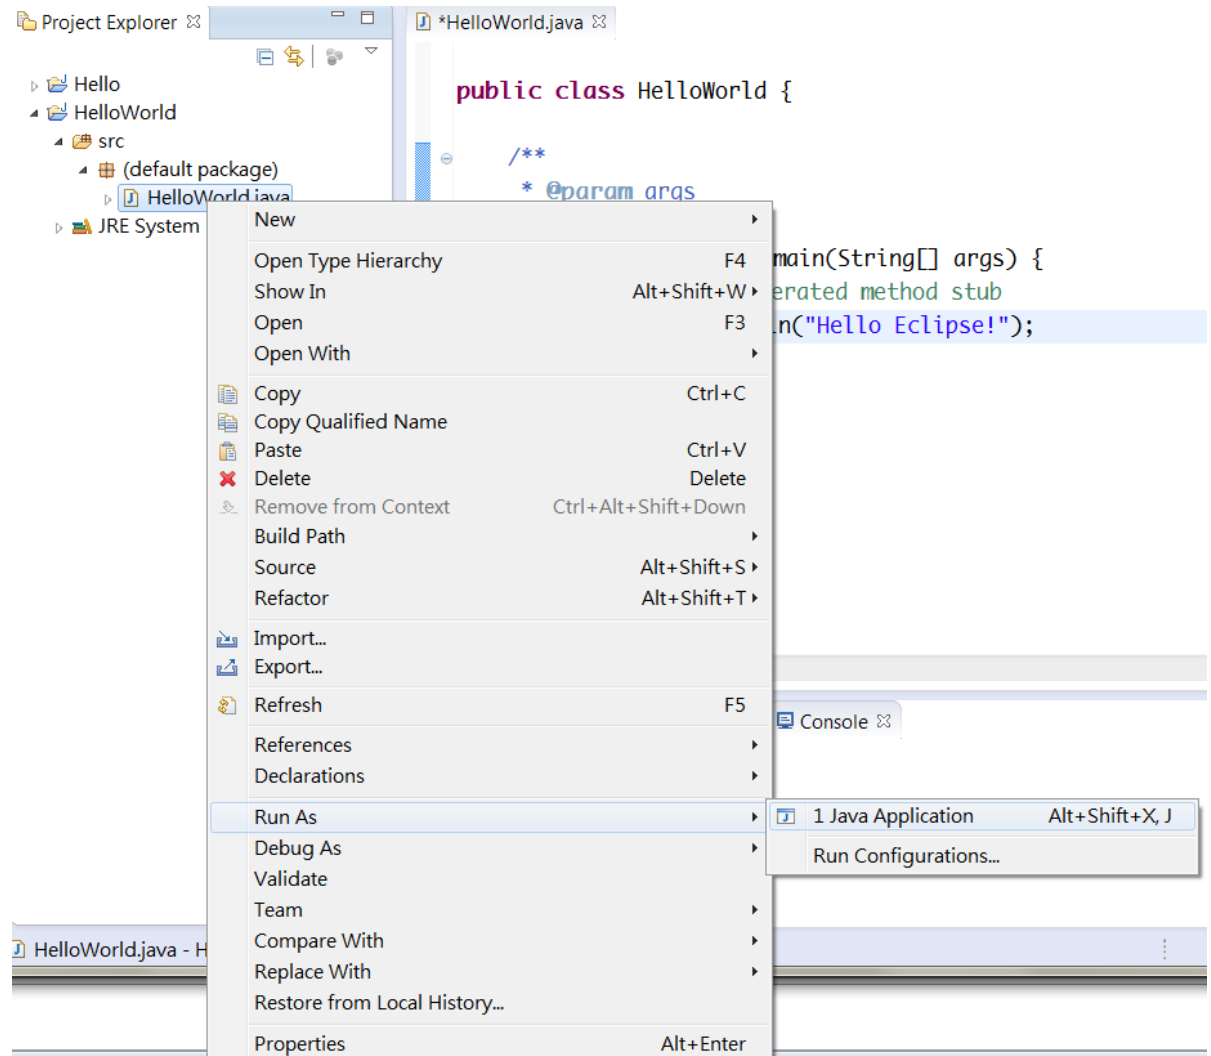 Project Explorer
*HelloWorld.java
Hello
HelloWorld
src
(default package)
HelloWorld.java
JRE System
public class HelloWorld {
/**
* @param args
main(String[] args) {
erated method stub
n("Hello Eclipse!");
New
Open Type Hierarchy F4
Show In Alt+Shift+W
Open F3
Open With
Copy Ctrl+C
Copy Qualified Name
Paste Ctrl+V
Delete Delete
Remove from Context Ctrl+Alt+Shift+Down
Build Path
Source Alt+Shift+S
Refactor Alt+Shift+T
Import...
Export...
Refresh F5
References
Declarations
Run As
Debug As
Validate
Team
Compare With
Replace With
Restore from Local History...
Properties Alt+Enter
Console
1 Java Application Alt+Shift+X, J
Run Configurations...
HelloWorld.java - H